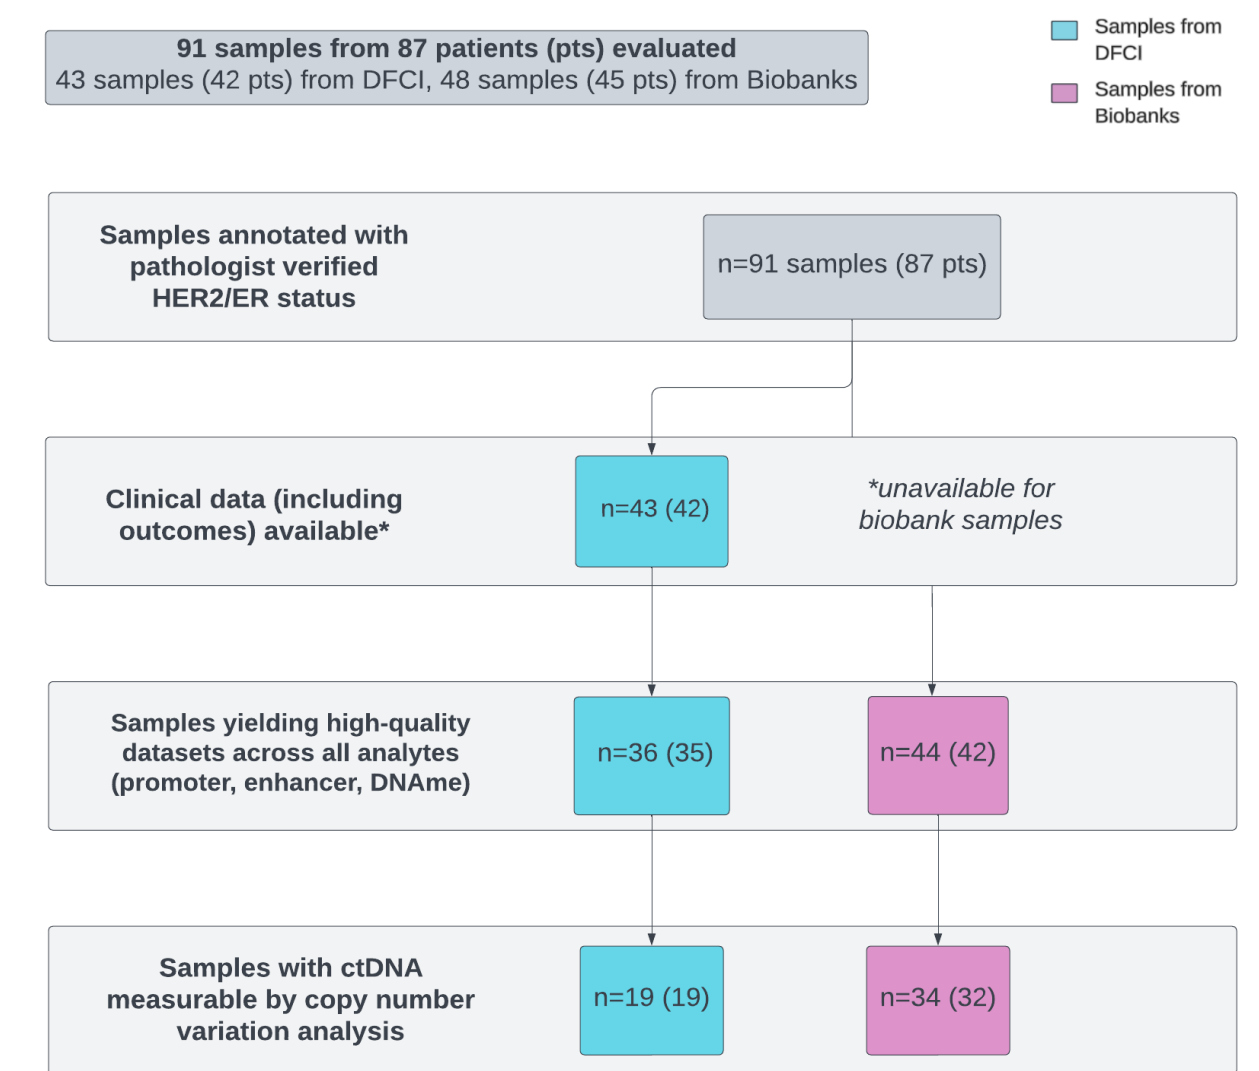 91 samples from 87 patients (pts) evaluated
43 samples (42 pts) from DFCI, 48 samples (45 pts) from Biobanks
Samples from
DFCI
Samples from
Biobanks
Samples annotated with
pathologist verified
HER2/ER status
n=91 samples (87 pts)
Clinical data (including
outcomes) available*
n=43 (42)
*unavailable for
biobank samples
Samples yielding high-quality
datasets across all analytes
(promoter, enhancer, DNAme)
n=36 (35)
n=44 (42)
Samples with ctDNA
measurable by copy number
variation analysis
n=19 (19)
n=34 (32)